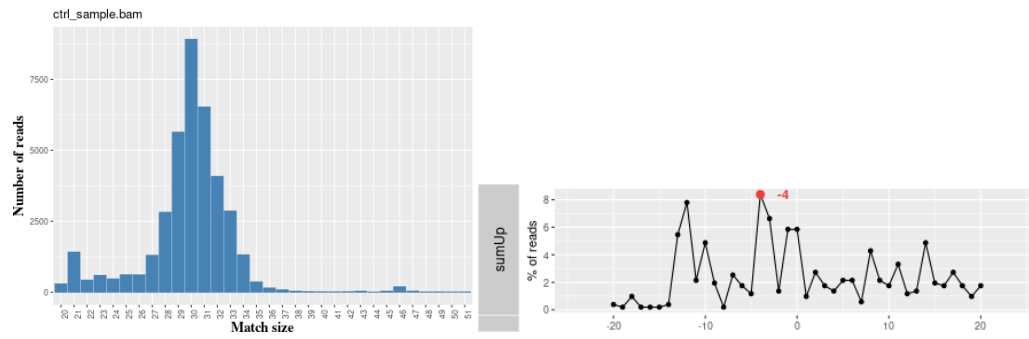 ctrl_sample.bam
Number of reads
7500
5000
2500
0
20 21 22 23 24 25 26 27 28 29 30 31 32 33 34 35 36 37 38 39 40 41 42 43 44 45 46 47 48 49 50 51
Match size
sumUp
% of reads
8
6
4
2
0
-4
-20 -10 0 10 20